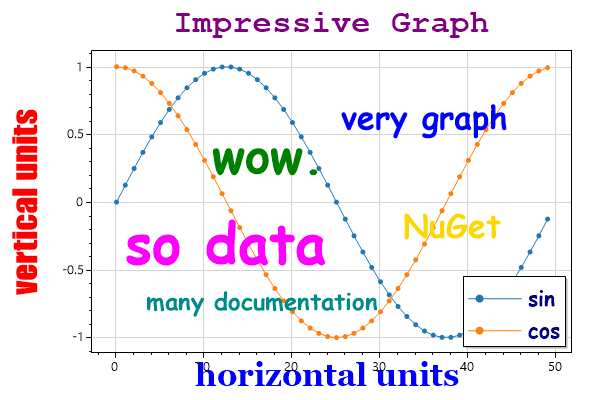 Impressive Graph
vertical units
1
0.5
0
-0.5
-1
very graph
wow.
so data
NuGet
many documentation
sin
cos
0
10
20
30
40
50
horizontal units